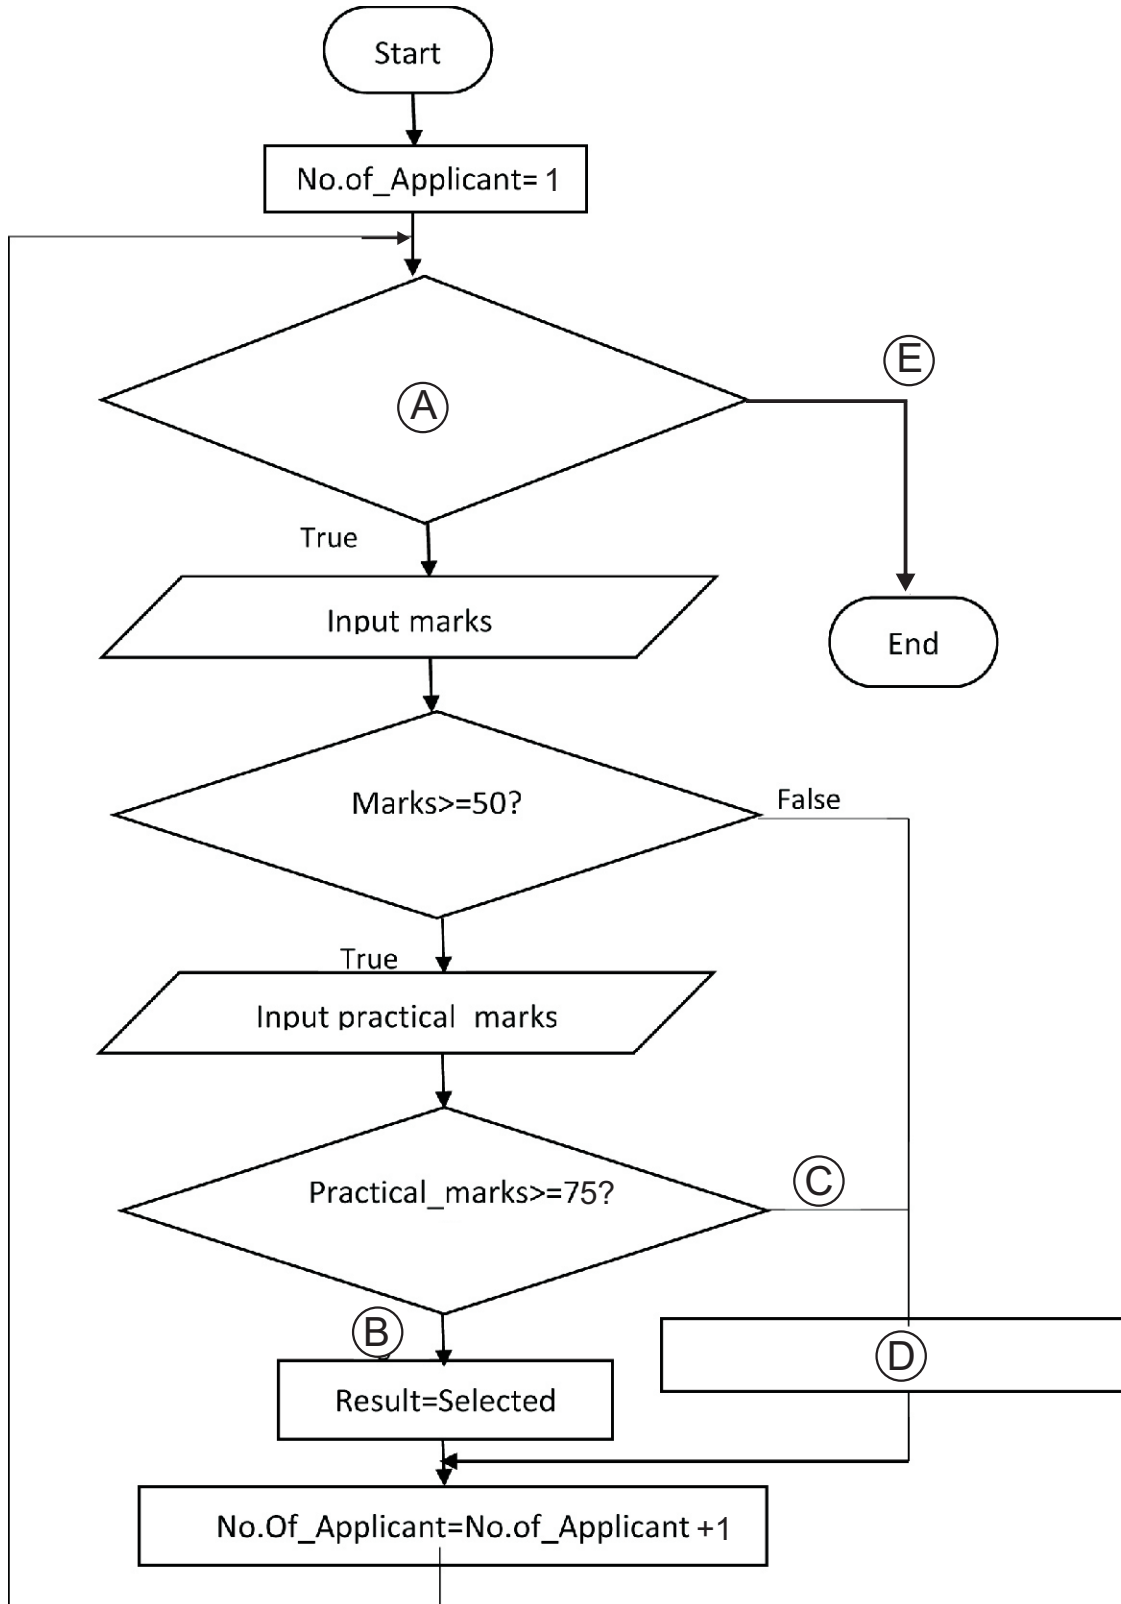 Start
No.of_Applicant= 1
E
A
True
Input marks
End
Marks>=50?
False
True
Input practical marks
Practical_marks>=75?
C
B
D
Result=Selected
No.Of_Applicant=No.of_Applicant +1